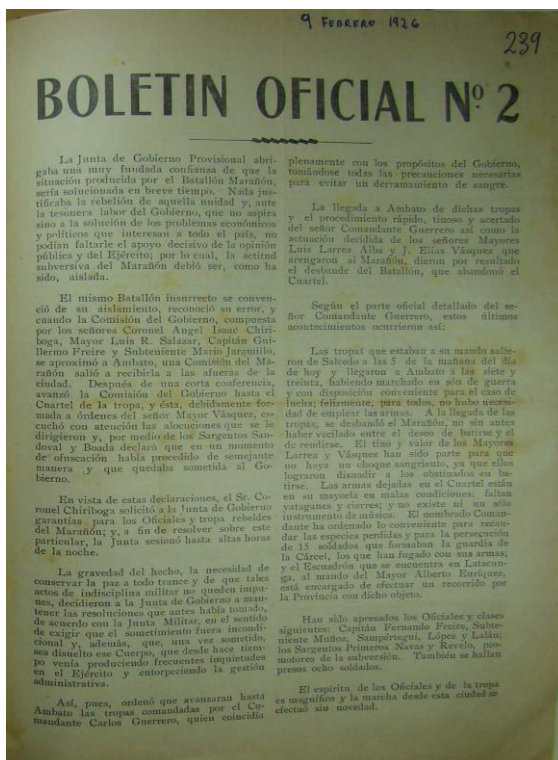 9 FEBRERO 1926
239
BOLETIN OFICIAL Nº 2
La Junta de Gobierno Provisional abri-
gaba una muy fundada confianza de que la
situación producida por el Batallón Marañón,
sería solucionada en breve tiempo. Nada jus-
tificaba la rebelión de aquella unidad y, ante
la tesonera labor del Gobierno, que no aspira
sino a la solución de los problemas económicos
y políticos que interesan a todo el país, no
podían faltarle el apoyo decisivo de la opinión
pública y del Ejército; por lo cual, la actitud
subversiva del Marañón debió ser, como ha
sido, aislada.
El mismo Batallón insurrecto se conven-
ció de su aislamiento, reconoció su error, y
cuando la Comisión del Gobierno, compuesta
por los señores Coronel Angel Isaac Chiri-
boga, Mayor Luis R. Salazar, Capitán Gui-
llermo Freire y Subteniente Mario Jaramillo,
se aproximó a Ambato, una Comisión del Ma-
rañón salió a recibirla a las afueras de la
ciudad. Después de una corta conferencia,
avanzó la Comisión del Gobierno hasta el
Cuartel de la tropa, y ésta, debidamente for-
mada a órdenes del señor Mayor Vásquez, es-
cuchó con atención las alocuciones que se le
dirigieron y, por medio de los Sargentos San-
doval y Boada declaró que en un momento
de ofuscación había procedido de semejante
manera y que quedaba sometida al Go-
bierno.
En vista de estas declaraciones, el Sr. Co-
ronel Chiriboga solicitó a la Junta de Gobierno
garantías para los Oficiales y tropa rebeldes
del Marañón; y, a fin de resolver sobre este
particular, la Junta sesionó hasta altas horas
de la noche.
La gravedad del hecho, la necesidad de
conservar la paz a todo trance y de que tales
actos de indisciplina militar no queden impu-
nes, decidieron a la Junta de Gobierno a man-
tener las resoluciones que antes había tomado,
de acuerdo con la Junta Militar, en el sentido
de exigir que el sometimiento fuera incondi-
cional y, además, que, una vez sometido,
sea disuelto ese Cuerpo, que desde hace tiem-
po venía produciendo frecuentes inquietudes
en el Ejército y entorpeciendo la gestión
administrativa.
Así, pues, ordenó que avanzaran hasta
Ambato las tropas comandadas por el Co-
mandante Carlos Guerrero, quien coincidía
plenamente con los propósitos del Gobierno,
tomándose todas las precauciones necesarias
para evitar un derramamiento de sangre.
La llegada a Ambato de dichas tropas
y el procedimiento rápido, tinoso y acertado
del señor Comandante Guerrero así como la
actuación decidida de los señores Mayores
Luis Larrea Alba y J. Elías Vásquez que
arengaron al Marañón, dieron por resultado
el desbande del Batallón, que abandonó el
Cuartel.
Según el parte oficial detallado del se-
ñor Comandante Guerrero, estos últimos
acontecimientos ocurrieron así:
Las tropas que estaban a su mando salie-
ron de Salcedo a las 5 de la mañana del día
de hoy y llegaron a Ambato a las siete y
treinta, habiendo marchado en són de guerra
y con disposición conveniente para el caso de
lucha; felizmente, para todos, no hubo necesi-
dad de emplear las armas. A la llegada de las
tropas, se desbandó el Marañón, no sin antes
haber vacilado entre el deseo de batirse y el
de rendirse. El tino y valor de los Mayores
Larrea y Vásquez han sido parte para que
no haya un choque sangriento, ya que ellos
lograron disuadir a los obstinados en ba-
tirse. Las armas dejadas en el Cuartel están
en su mayoría en malas condiciones: faltan
yataganes y cierres; y no existe ni un sólo
instrumento de música. El nombrado Coman-
dante ha ordenado lo conveniente para recau-
dar las especies perdidas y para la persecución
de 15 soldados que formaban la guardia de
la Cárcel, los que han fugado con sus armas;
y el Escuadrón que se encuentra en Latacun-
ga, al mando del Mayor Alberto Enríquez,
está encargado de efectuar un recorrido por
la Provincia con dicho objeto.
Han sido apresados los Oficiales y clases
siguientes: Capitán Fernando Freire, Subte-
niente Muñoz, Sampértegui, López y Lalán;
los Sargentos Primeros Navas y Revelo, pro-
motores de la subversión. También se hallan
presos ocho soldados.
El espíritu de los Oficiales y de la tropa
es magnífico y la marcha desde esta ciudad se
efectuó sin novedad.